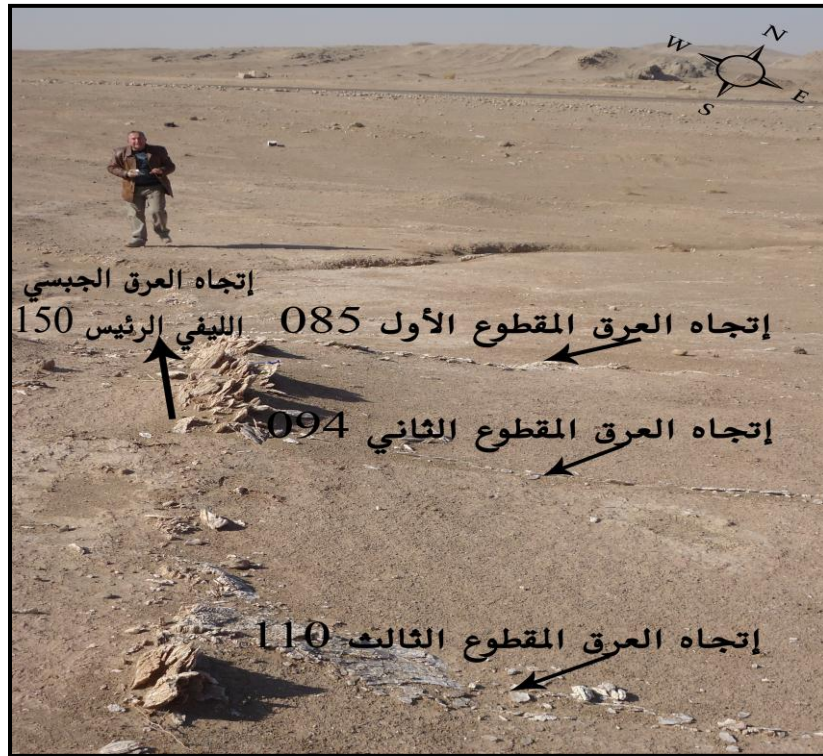 N
W
E
S
إتجاه العرق الجبسي
الليفي الرئيس 150
إتجاه العرق المقطوع الأول 085
إتجاه العرق المقطوع الثاني 094
إتجاه العرق المقطوع الثالث 110